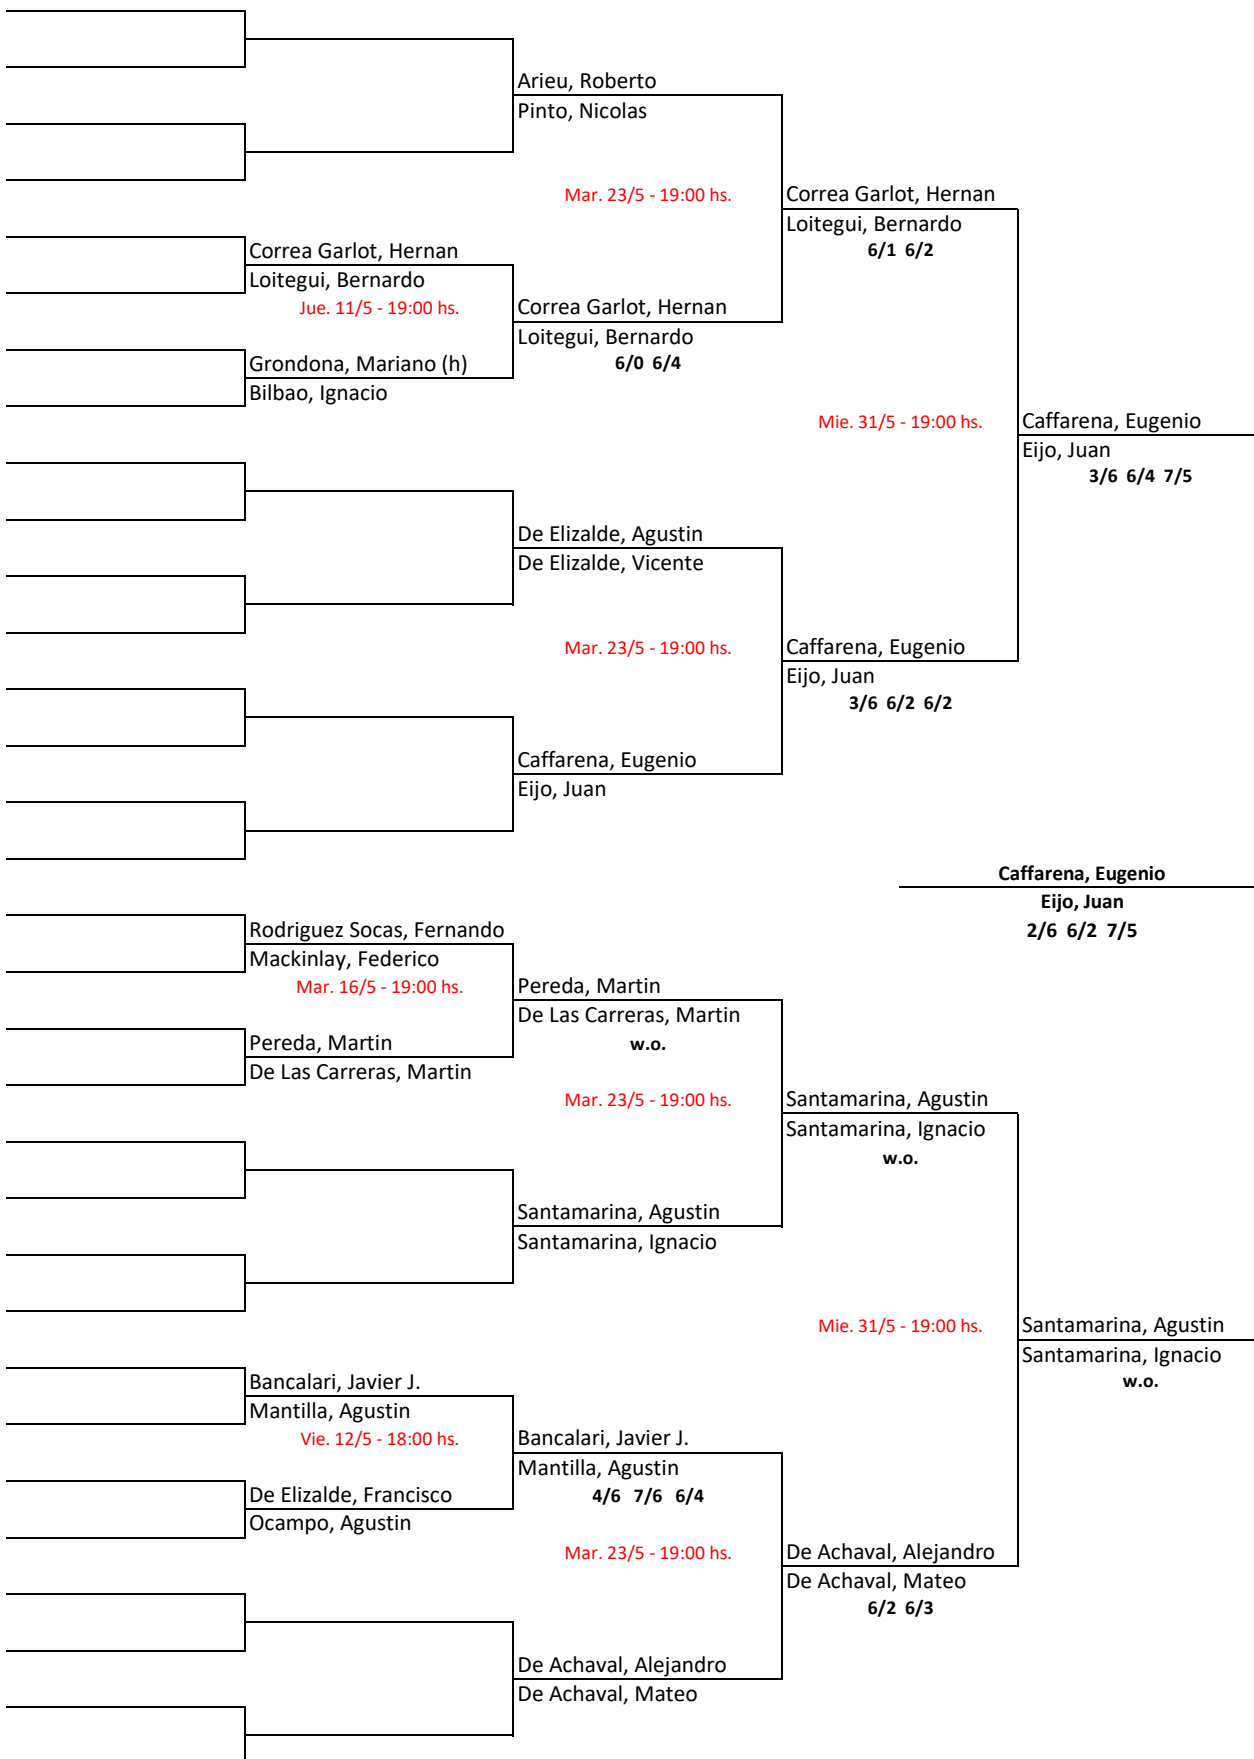 Arieu, Roberto
Pinto, Nicolas
Mar. 23/5 - 19:00 hs.
Correa Garlot, Hernan
Loitegui, Bernardo
6/1 6/2
Correa Garlot, Hernan
Loitegui, Bernardo
Jue. 11/5 - 19:00 hs.
Correa Garlot, Hernan
Loitegui, Bernardo
6/0 6/4
Grondona, Mariano (h)
Bilbao, Ignacio
Mie. 31/5 - 19:00 hs.
Caffarena, Eugenio
Eijo, Juan
3/6 6/4 7/5
De Elizalde, Agustin
De Elizalde, Vicente
Mar. 23/5 - 19:00 hs.
Caffarena, Eugenio
Eijo, Juan
3/6 6/2 6/2
Caffarena, Eugenio
Eijo, Juan
Caffarena, Eugenio
Eijo, Juan
2/6 6/2 7/5
Rodriguez Socas, Fernando
Mackinlay, Federico
Mar. 16/5 - 19:00 hs.
Pereda, Martin
De Las Carreras, Martin
w.o.
Pereda, Martin
De Las Carreras, Martin
Mar. 23/5 - 19:00 hs.
Santamarina, Agustin
Santamarina, Ignacio
w.o.
Santamarina, Agustin
Santamarina, Ignacio
Mie. 31/5 - 19:00 hs.
Santamarina, Agustin
Santamarina, Ignacio
w.o.
Bancalari, Javier J.
Mantilla, Agustin
Vie. 12/5 - 18:00 hs.
Bancalari, Javier J.
Mantilla, Agustin
4/6 7/6 6/4
De Elizalde, Francisco
Ocampo, Agustin
Mar. 23/5 - 19:00 hs.
De Achaval, Alejandro
De Achaval, Mateo
6/2 6/3
De Achaval, Alejandro
De Achaval, Mateo